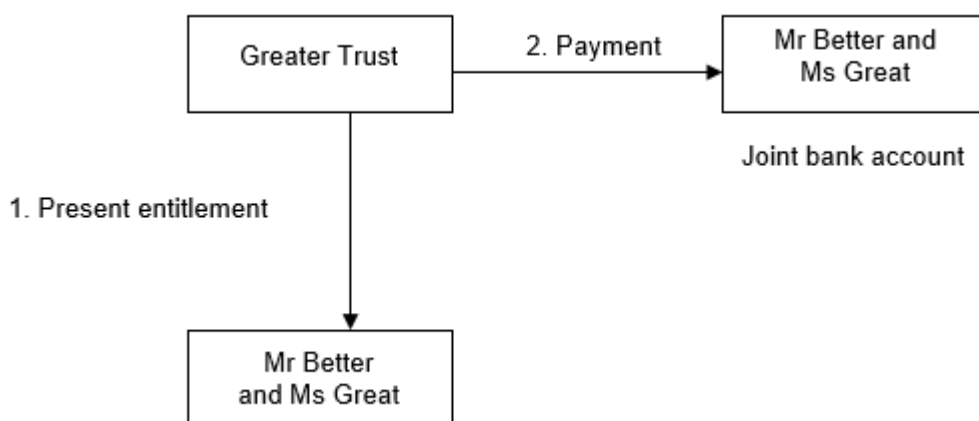 Greater Trust
2. Payment
Mr Better and
Ms Great
Joint bank account
1. Present entitlement
Mr Better
and Ms Great